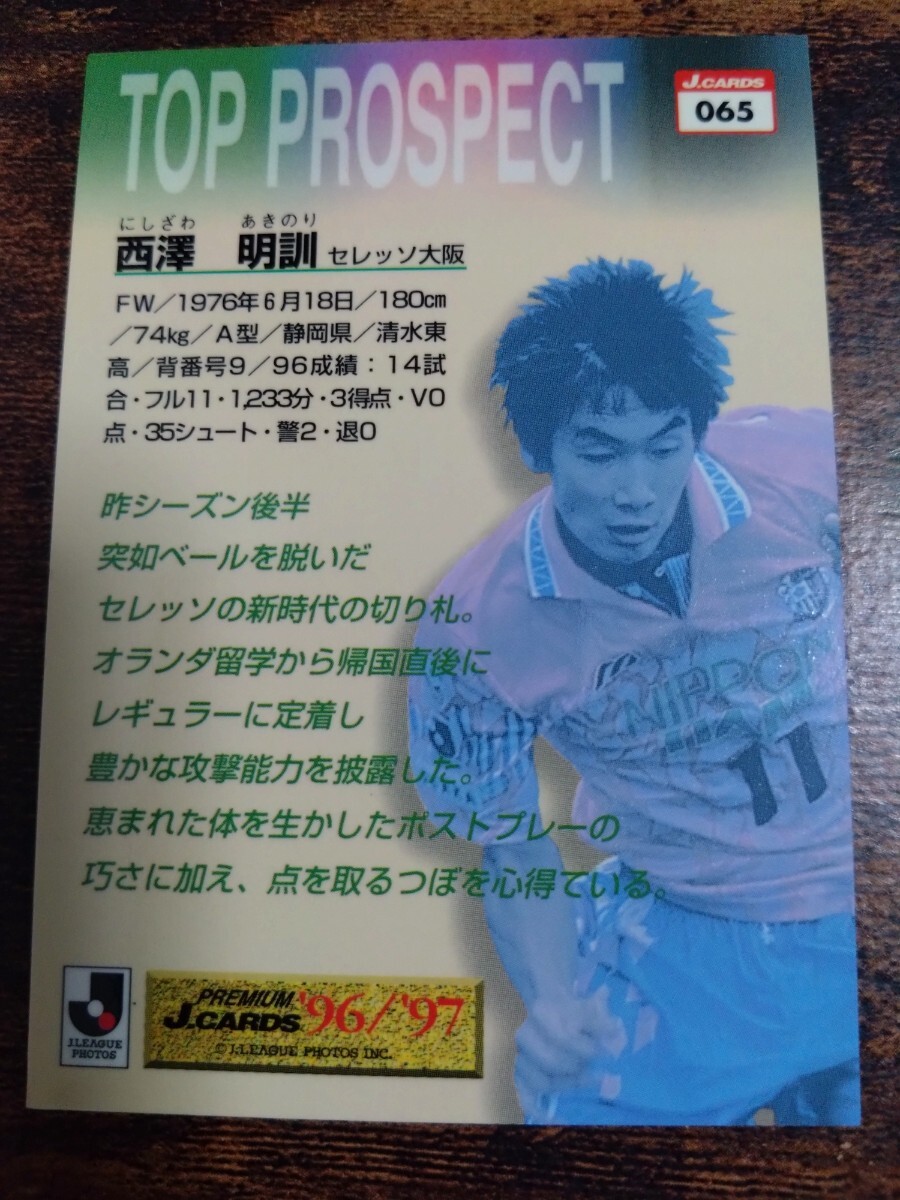 TOP PROSPECT
J.CARDS
065
にしざわ あきのり
西澤 明訓 セレッソ大阪
FW/1976年6月18日/180cm
/74kg/A型/静岡県/清水東
高/背番号9/96成績:14試
合・フル11・1,233分・3得点・V0
点・35シュート・警2・退0
昨シーズン後半
突如ベールを脱いだ
セレッソの新時代の切り札。
オランダ留学から帰国直後に
レギュラーに定着し
豊かな攻撃能力を披露した。
恵まれた体を生かしたポストプレーの
巧さに加え、点を取るつぼを心得ている。
NIPPON
HAM
11
J.LEAGUE
PHOTOS
PREMIUM
J.CARDS '96/'97
© J.LEAGUE PHOTOS INC.